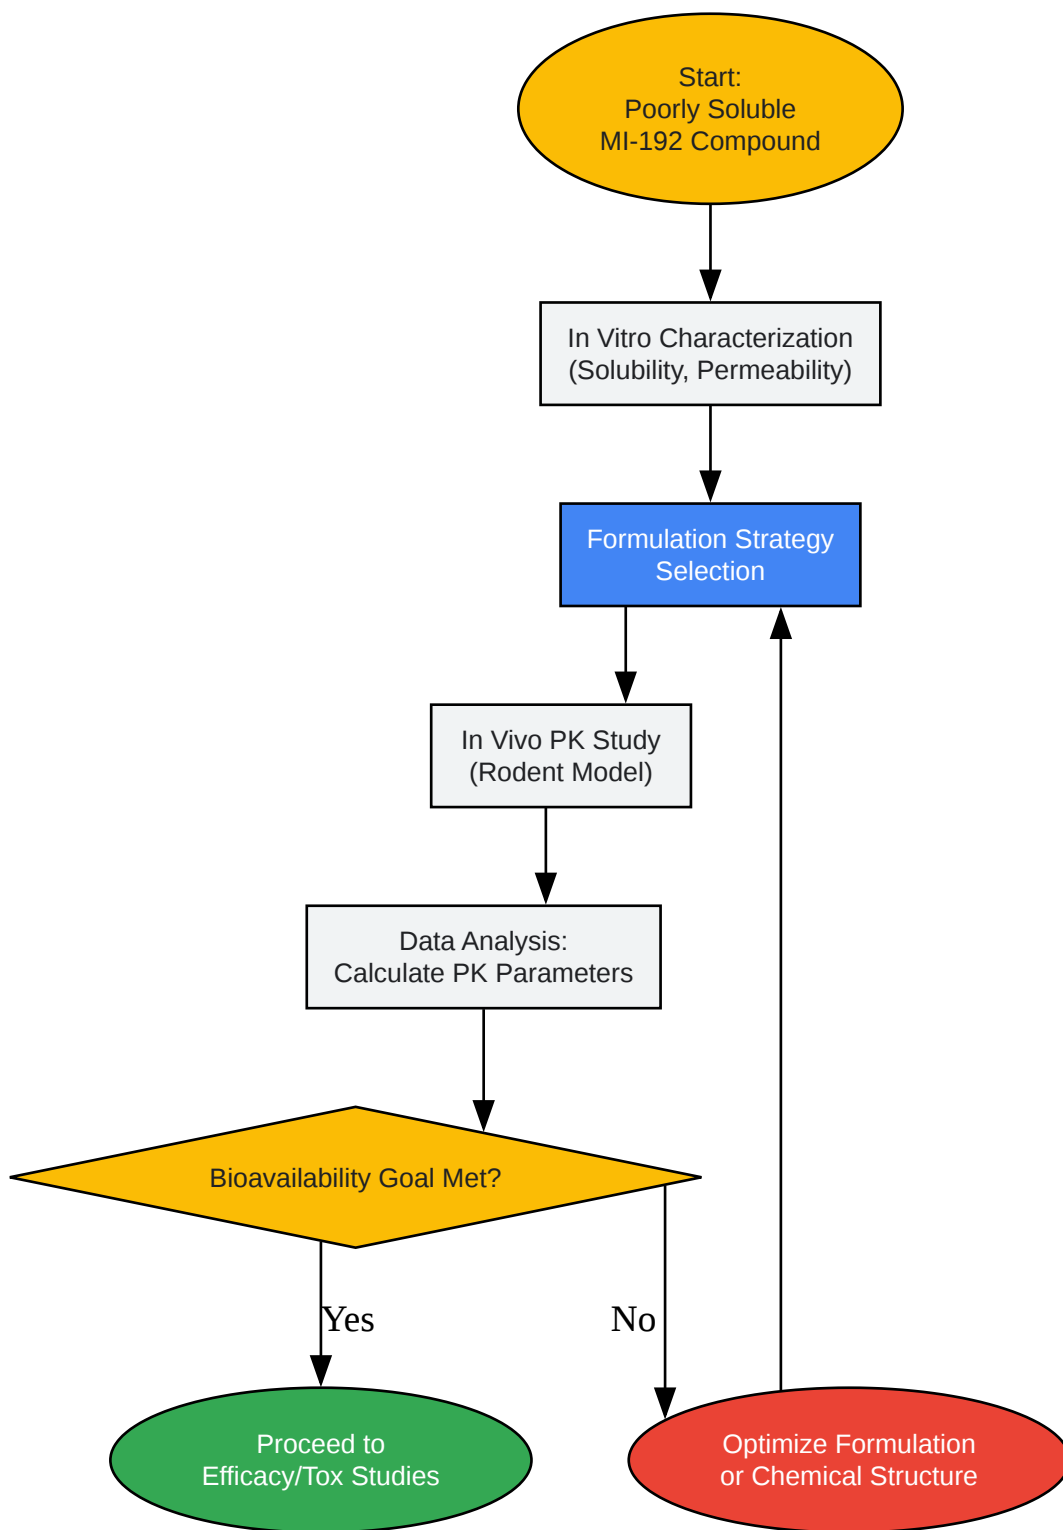 Start:
Poorly Soluble
MI-192 Compound
In Vitro Characterization
(Solubility, Permeability)
Formulation Strategy
Selection
In Vivo PK Study
(Rodent Model)
Data Analysis:
Calculate PK Parameters
Bioavailability Goal Met?
Yes
No
Proceed to
Efficacy/Tox Studies
Optimize Formulation
or Chemical Structure